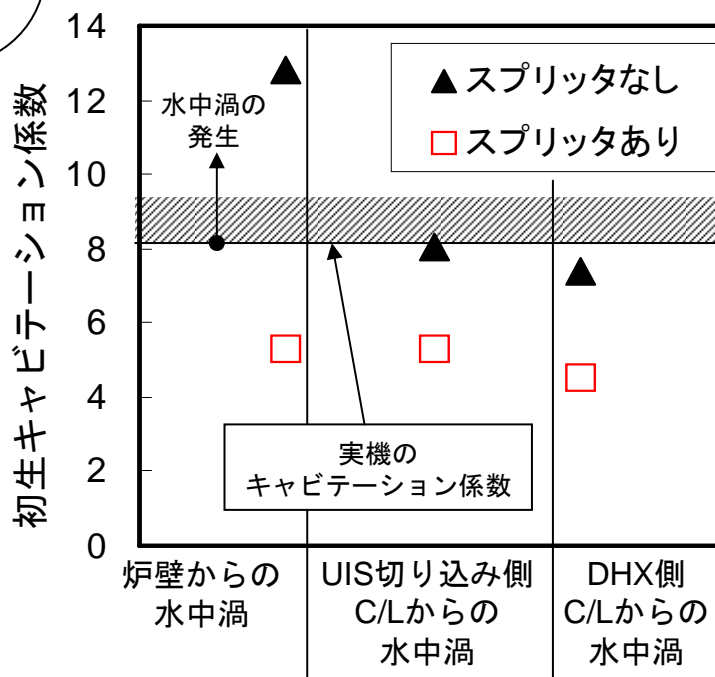 初生キャビテーション係数
14
12
10
8
6
4
2
0
▲スプリッタなし
□スプリッタあり
水中渦の
発生
実機の
キャビテーション係数
炉壁からの
水中渦
UIS切り込み側
C/Lからの
水中渦
DHX側
C/Lからの
水中渦